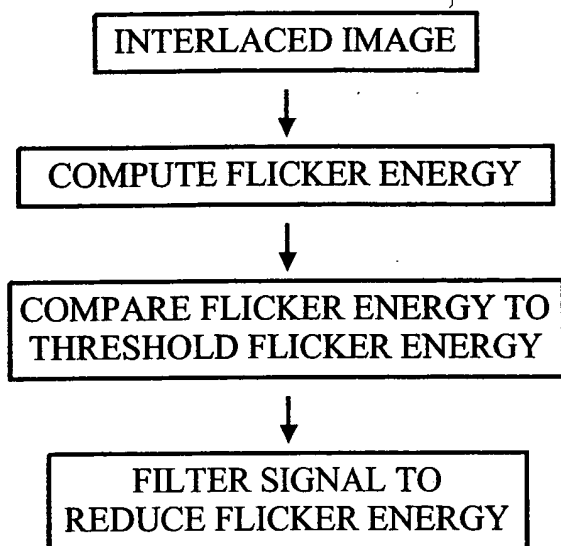 INTERLACED IMAGE
COMPUTE FLICKER ENERGY
COMPARE FLICKER ENERGY TO
THRESHOLD FLICKER ENERGY
FILTER SIGNAL TO
REDUCE FLICKER ENERGY